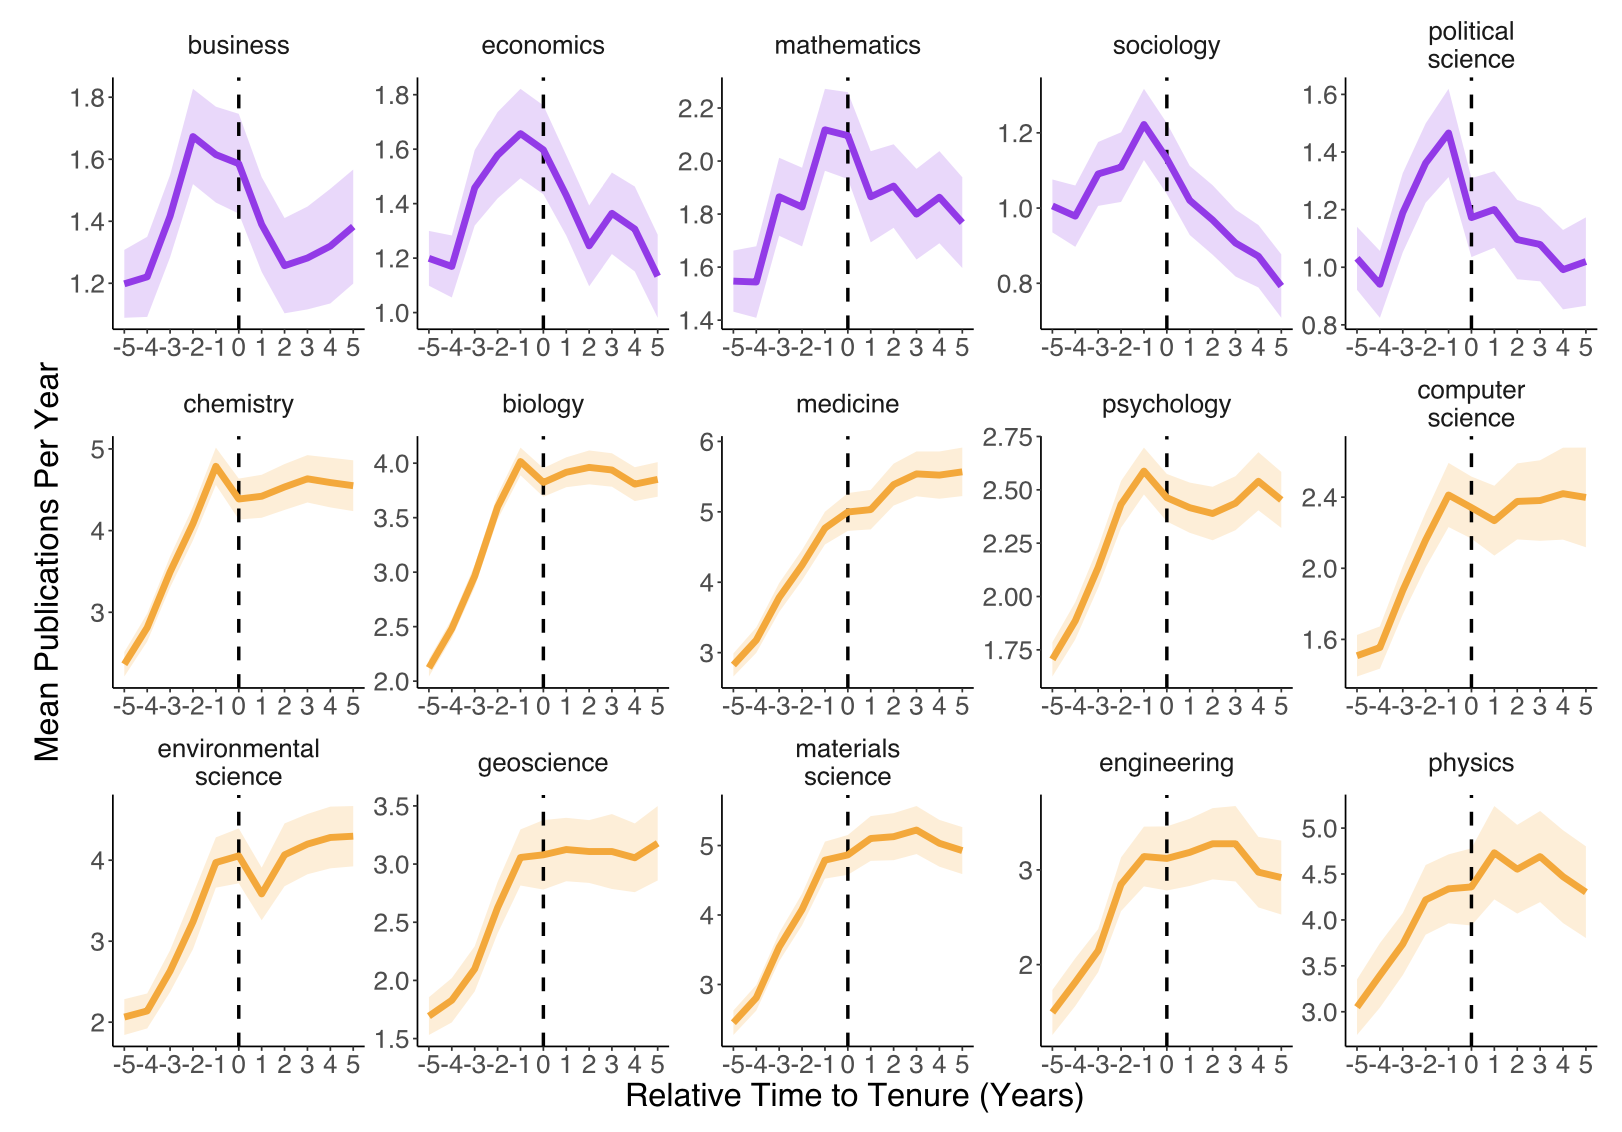 business
1.8
1.6
1.4
1.2
-5 -4 -3 -2 -1 0 1 2 3 4 5
economics
1.8
1.6
1.4
1.2
1.0
-5 -4 -3 -2 -1 0 1 2 3 4 5
mathematics
2.2
2.0
1.8
1.6
1.4
-5 -4 -3 -2 -1 0 1 2 3 4 5
sociology
1.2
1.0
0.8
-5 -4 -3 -2 -1 0 1 2 3 4 5
political
science
1.6
1.4
1.2
1.0
0.8
-5 -4 -3 -2 -1 0 1 2 3 4 5
Mean Publications Per Year
chemistry
5
4
3
-5 -4 -3 -2 -1 0 1 2 3 4 5
biology
4.0
3.5
3.0
2.5
2.0
-5 -4 -3 -2 -1 0 1 2 3 4 5
medicine
6
5
4
3
-5 -4 -3 -2 -1 0 1 2 3 4 5
psychology
2.75
2.50
2.25
2.00
1.75
-5 -4 -3 -2 -1 0 1 2 3 4 5
computer
science
2.4
2.0
1.6
-5 -4 -3 -2 -1 0 1 2 3 4 5
environmental
science
4
3
2
-5 -4 -3 -2 -1 0 1 2 3 4 5
geoscience
3.5
3.0
2.5
2.0
1.5
-5 -4 -3 -2 -1 0 1 2 3 4 5
materials
science
5
4
3
-5 -4 -3 -2 -1 0 1 2 3 4 5
engineering
3
2
-5 -4 -3 -2 -1 0 1 2 3 4 5
physics
5.0
4.5
4.0
3.5
3.0
-5 -4 -3 -2 -1 0 1 2 3 4 5
Relative Time to Tenure (Years)